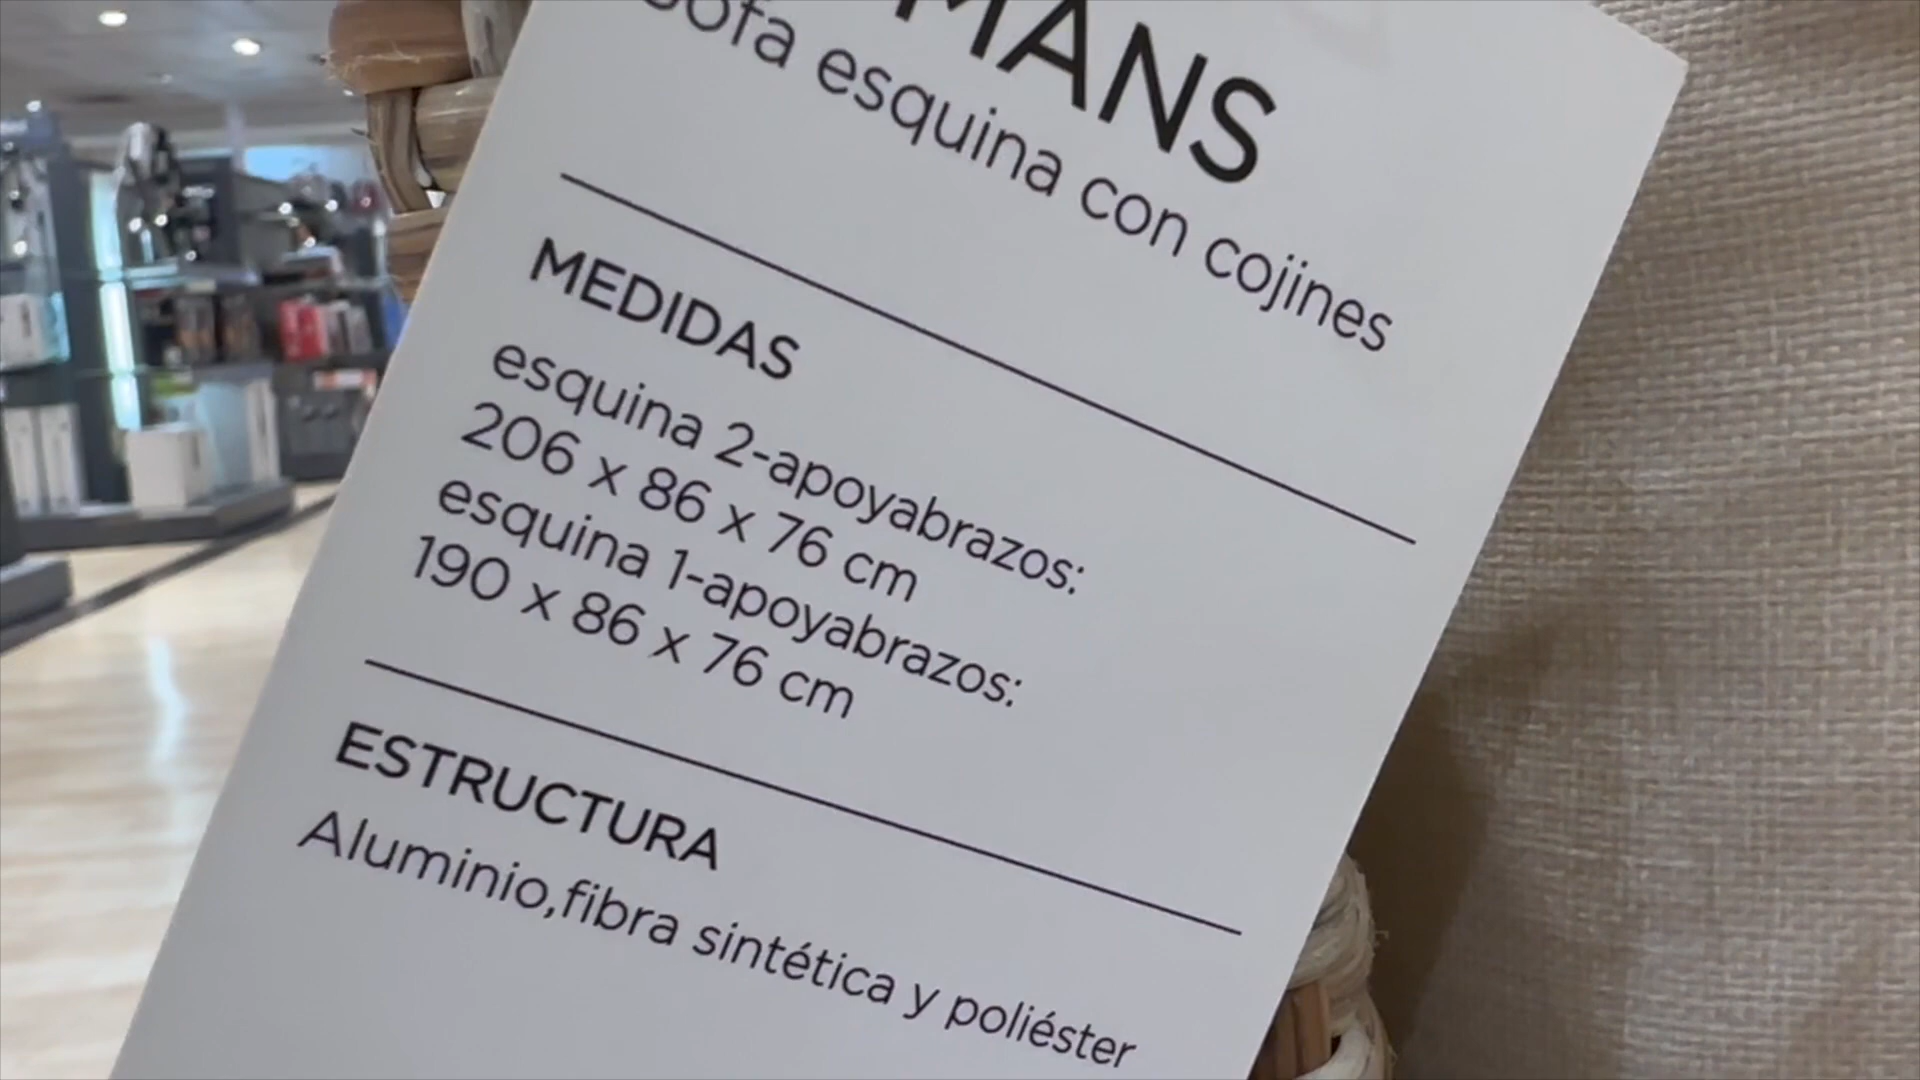 MANS
Sofá esquina con cojines
MEDIDAS
esquina 2-apoyabrazos:
206 x 86 x 76 cm
esquina 1-apoyabrazos:
190 x 86 x 76 cm
ESTRUCTURA
Aluminio,fibra sintética y poliéster